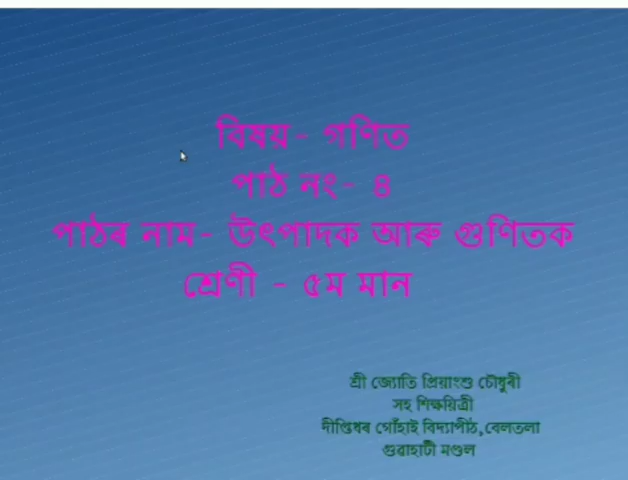 বিষয়- গণিত
পাঠ নং- ৪
পাঠৰ নাম- উৎপাদক আৰু গুণিতক
শ্ৰেণী - ৫ম মান
শ্ৰী জ্যোতি প্ৰিয়াংশু চৌধুৰী
সহ শিক্ষয়িত্ৰী
দীপ্তিধৰ গোঁহাই বিদ্যাপীঠ,বেলতলা
গুৱাহাটী মণ্ডল